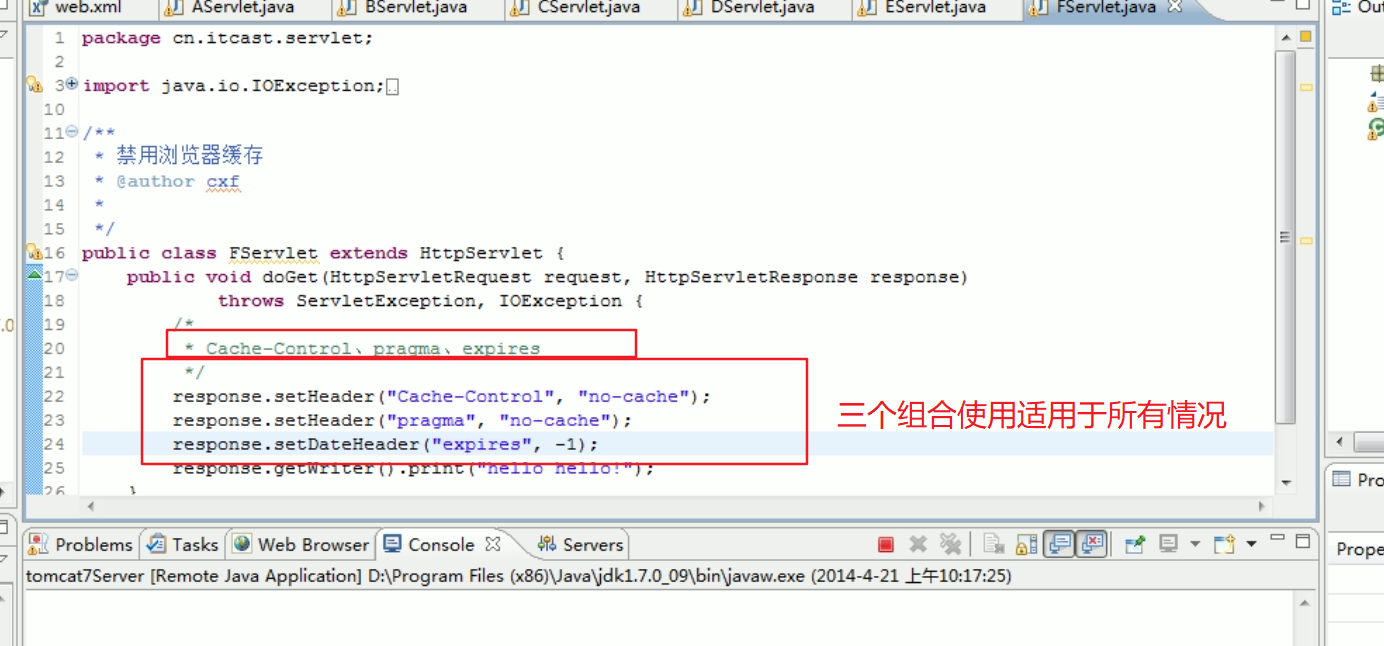 web.xml AServlet.java BServlet.java CServlet.java DServlet.java EServlet.java FServlet.java Out
1 package cn.itcast.servlet;
2
3 import java.io.IOException;
10
11 /**
12 * 禁用浏览器缓存
13 * @author cxf
14 *
15 */
16 public class FServlet extends HttpServlet {
17 public void doGet(HttpServletRequest request, HttpServletResponse response)
18 throws ServletException, IOException {
19 /*
20 * Cache-Control、pragma、expires
21 */
22 response.setHeader("Cache-Control", "no-cache");
23 response.setHeader("pragma", "no-cache");
24 response.setDateHeader("expires", -1);
25 response.getWriter().print("hello hello!");
26 }
三个组合使用适用于所有情况
.0
Pro
Problems Tasks Web Browser Console Servers
Prope
tomcat7Server [Remote Java Application] D:\Program Files (x86)\Java\jdk1.7.0_09\bin\javaw.exe (2014-4-21 上午10:17:25)